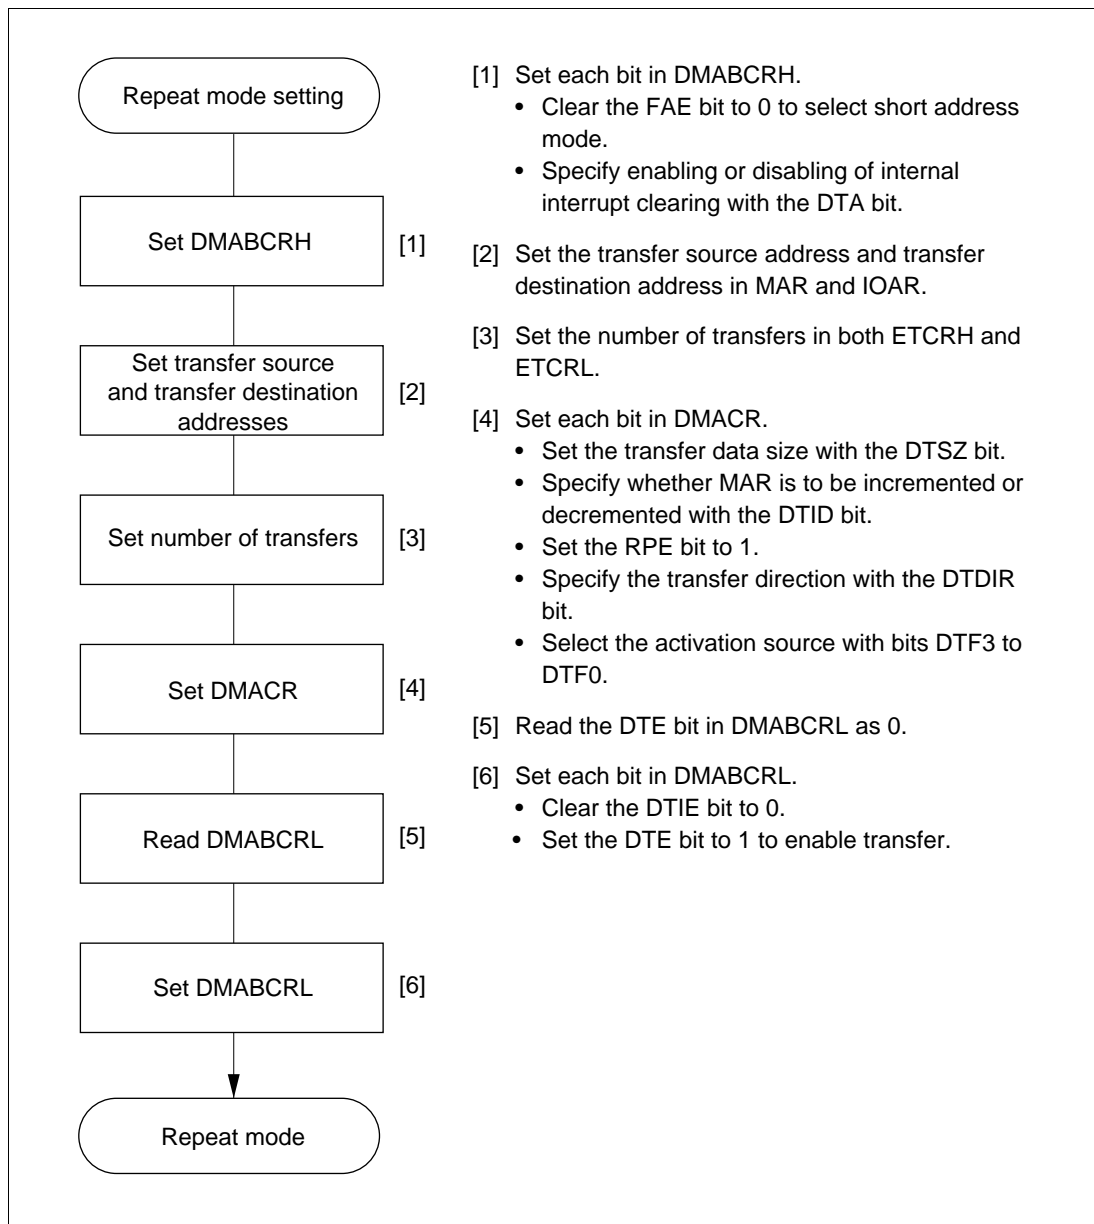 Repeat mode setting
Set DMABCRH
[1]
Set transfer source
and transfer destination
addresses
[2]
Set number of transfers
[3]
Set DMACR
[4]
Read DMABCRL
[5]
Set DMABCRL
[6]
Repeat mode
[1] Set each bit in DMABCRH.
• Clear the FAE bit to 0 to select short address
mode.
• Specify enabling or disabling of internal
interrupt clearing with the DTA bit.
[2] Set the transfer source address and transfer
destination address in MAR and IOAR.
[3] Set the number of transfers in both ETCRH and
ETCRL.
[4] Set each bit in DMACR.
• Set the transfer data size with the DTSZ bit.
• Specify whether MAR is to be incremented or
decremented with the DTID bit.
• Set the RPE bit to 1.
• Specify the transfer direction with the DTDIR
bit.
• Select the activation source with bits DTF3 to
DTF0.
[5] Read the DTE bit in DMABCRL as 0.
[6] Set each bit in DMABCRL.
• Clear the DTIE bit to 0.
• Set the DTE bit to 1 to enable transfer.